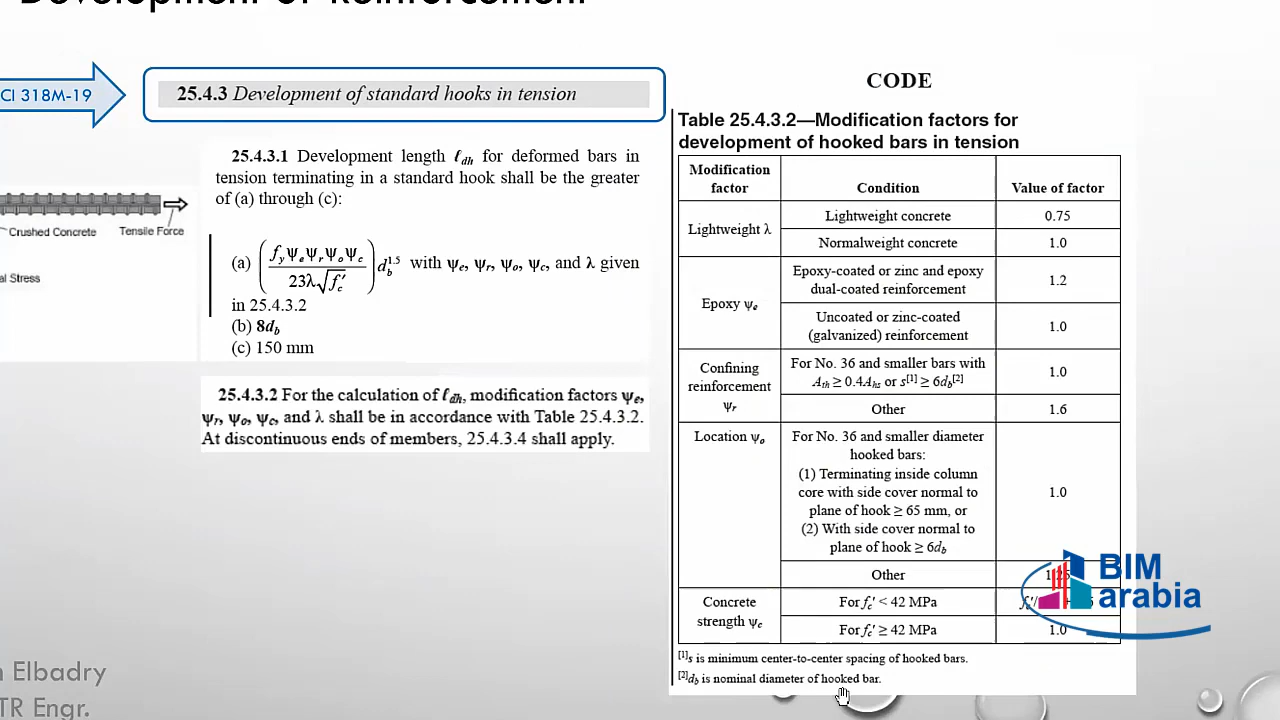 Development of Reinforcement
CI 318M-19
25.4.3 Development of standard hooks in tension
25.4.3.1 Development length ℓdh for deformed bars in
tension terminating in a standard hook shall be the greater
of (a) through (c):
(a) (fyψeψrψoψc / 23λ√fc′) db^1.5 with ψe, ψr, ψo, ψc, and λ given
in 25.4.3.2
(b) 8db
(c) 150 mm
25.4.3.2 For the calculation of ℓdh, modification factors ψe,
ψr, ψo, ψc, and λ shall be in accordance with Table 25.4.3.2.
At discontinuous ends of members, 25.4.3.4 shall apply.
Crushed Concrete
Tensile Force
al Stress
CODE
Table 25.4.3.2—Modification factors for
development of hooked bars in tension
Modification
factor
Condition
Value of factor
Lightweight λ
Lightweight concrete
0.75
Normalweight concrete
1.0
Epoxy ψe
Epoxy-coated or zinc and epoxy
dual-coated reinforcement
1.2
Uncoated or zinc-coated
(galvanized) reinforcement
1.0
Confining
reinforcement
ψr
For No. 36 and smaller bars with
Ath ≥ 0.4Ahs or s[1] ≥ 6db[2]
1.0
Other
1.6
Location ψo
For No. 36 and smaller diameter
hooked bars:
(1) Terminating inside column
core with side cover normal to
plane of hook ≥ 65 mm, or
(2) With side cover normal to
plane of hook ≥ 6db
1.0
Other
Concrete
strength ψc
For fc′ < 42 MPa
For fc′ ≥ 42 MPa
1.0
[1]s is minimum center-to-center spacing of hooked bars.
[2]db is nominal diameter of hooked bar.
BIM
arabia
Elbadry
TR Engr.